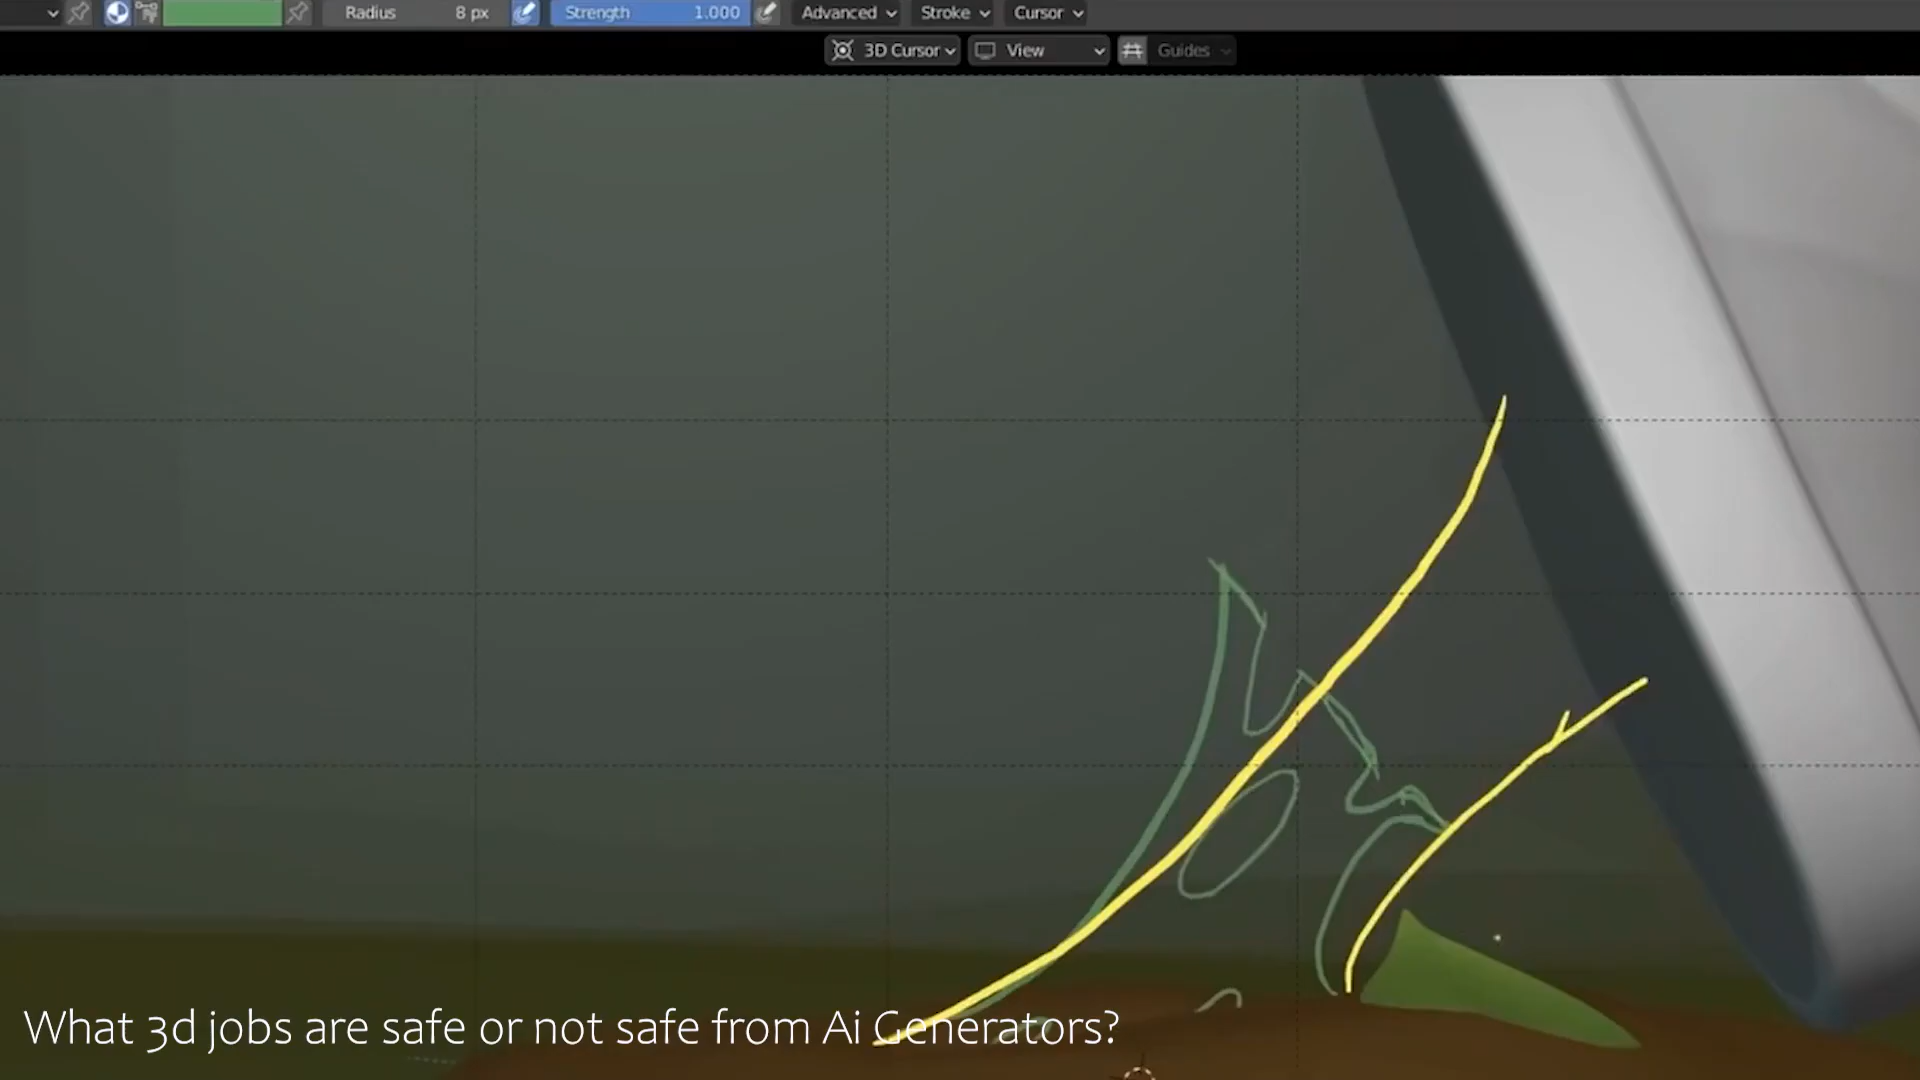 Radius 8 px Strength 1.000 Advanced Stroke Cursor
3D Cursor View Guides
What 3d jobs are safe or not safe from Ai Generators?